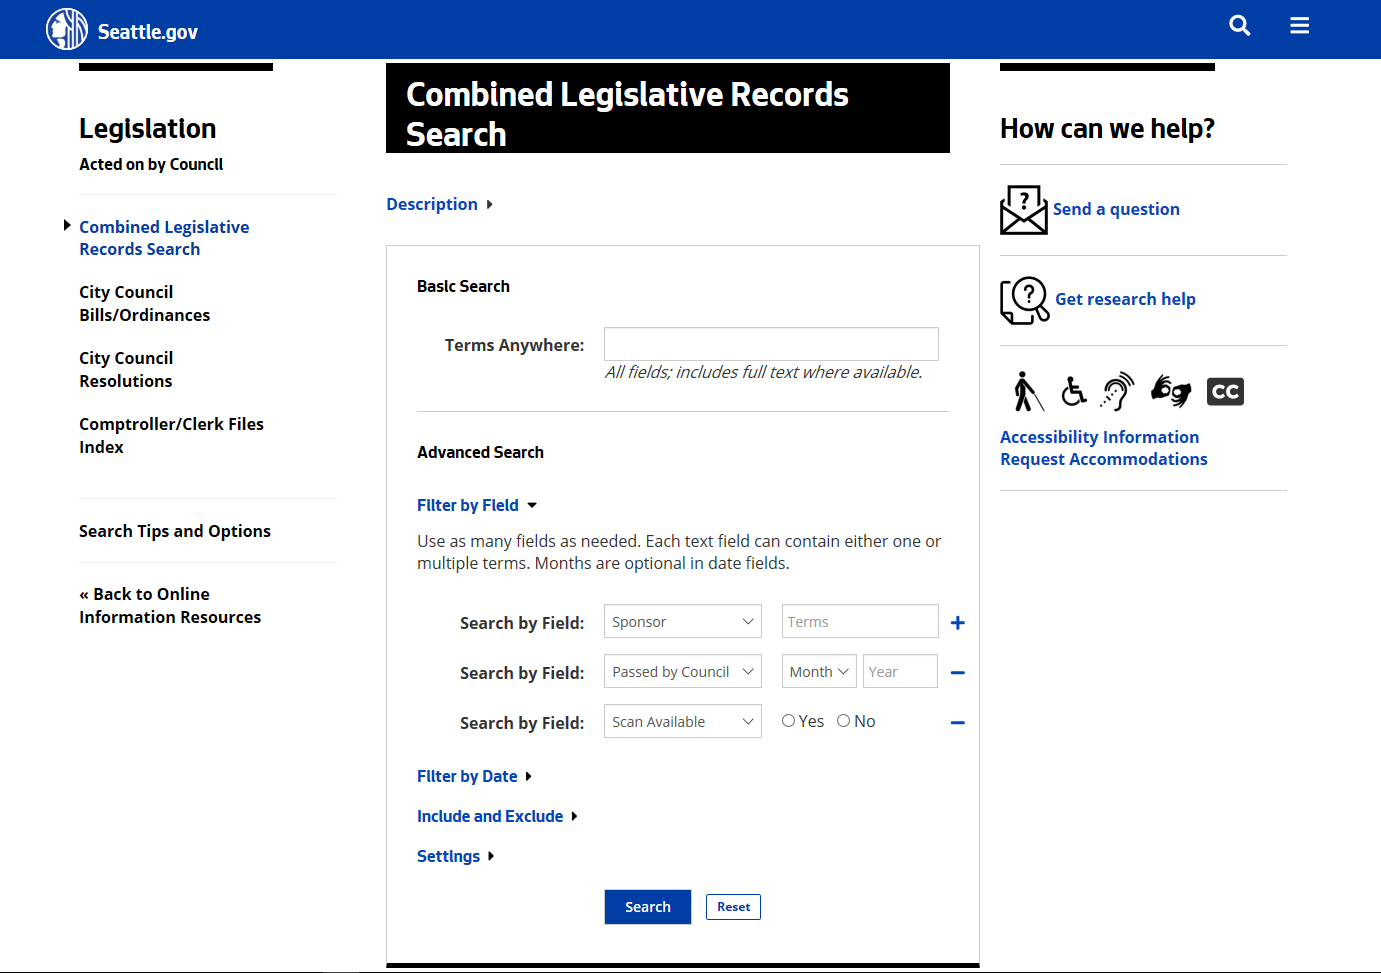 Seattle.gov
Legislation
Acted on by Council
Combined Legislative
Records Search
City Council
Bills/Ordinances
City Council
Resolutions
Comptroller/Clerk Files
Index
Search Tips and Options
« Back to Online
Information Resources
Combined Legislative Records
Search
Description
Basic Search
Terms Anywhere:
All fields; includes full text where available.
Advanced Search
Filter by Field
Use as many fields as needed. Each text field can contain either one or
multiple terms. Months are optional in date fields.
Search by Field: Sponsor Terms
Search by Field: Passed by Council Month Year
Search by Field: Scan Available Yes No
Filter by Date
Include and Exclude
Settings
Search Reset
How can we help?
Send a question
Get research help
CC
Accessibility Information
Request Accommodations